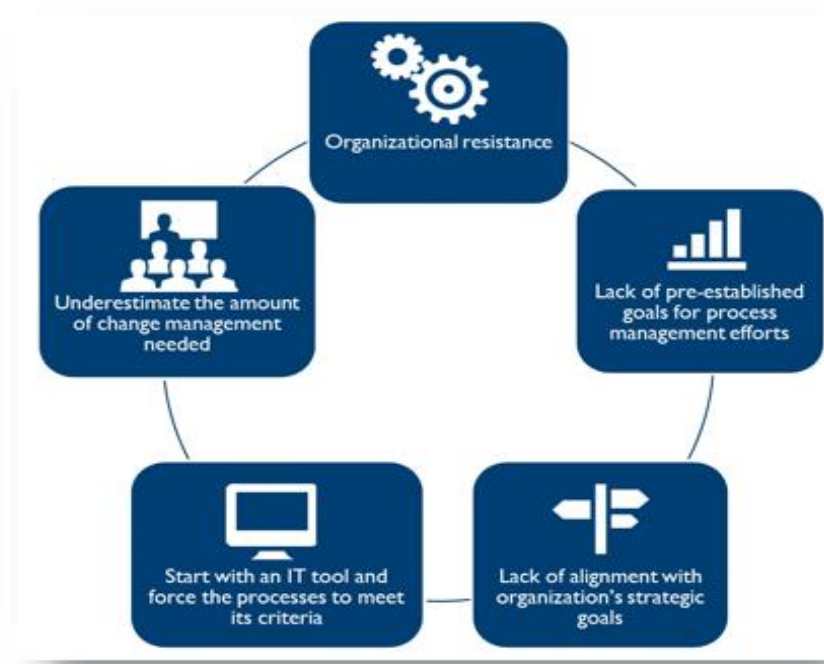 Organizational resistance
Lack of pre-established
goals for process
management efforts
Lack of alignment with
organization's strategic
goals
Start with an IT tool and
force the processes to meet
its criteria
Underestimate the amount
of change management
needed